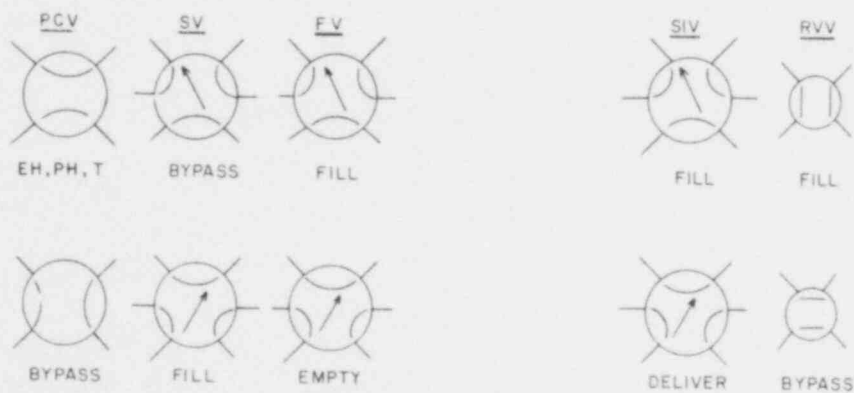 PCV SV FV SIV RVV
EH, PH, T BYPASS FILL FILL FILL
BYPASS FILL EMPTY DELIVER BYPASS